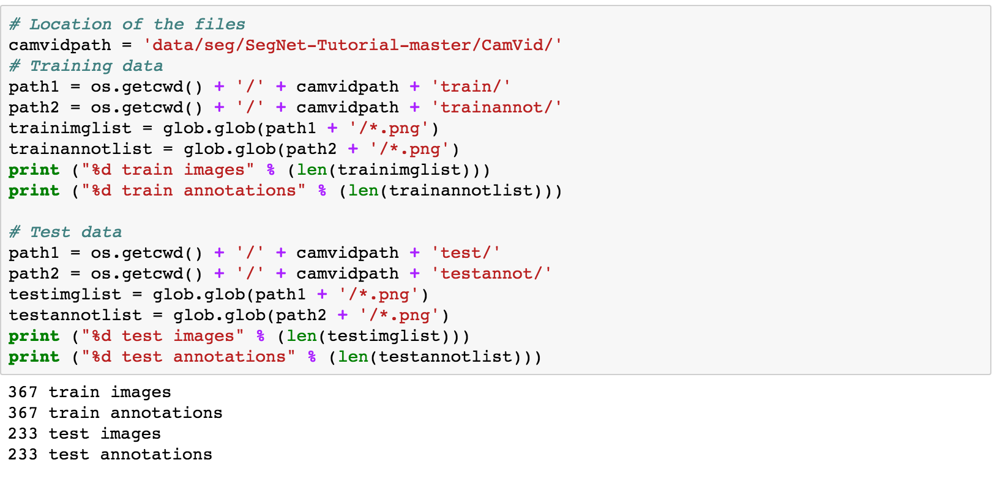 # Location of the files
camvidpath = 'data/seg/SegNet-Tutorial-master/CamVid/'
# Training data
path1 = os.getcwd() + '/' + camvidpath + 'train/'
path2 = os.getcwd() + '/' + camvidpath + 'trainannot/'
trainimglist = glob.glob(path1 + '/*.png')
trainannotlist = glob.glob(path2 + '/*.png')
print ("%d train images" % (len(trainimglist)))
print ("%d train annotations" % (len(trainannotlist)))

# Test data
path1 = os.getcwd() + '/' + camvidpath + 'test/'
path2 = os.getcwd() + '/' + camvidpath + 'testannot/'
testimglist = glob.glob(path1 + '/*.png')
testannotlist = glob.glob(path2 + '/*.png')
print ("%d test images" % (len(testimglist)))
print ("%d test annotations" % (len(testannotlist)))
367 train images
367 train annotations
233 test images
233 test annotations